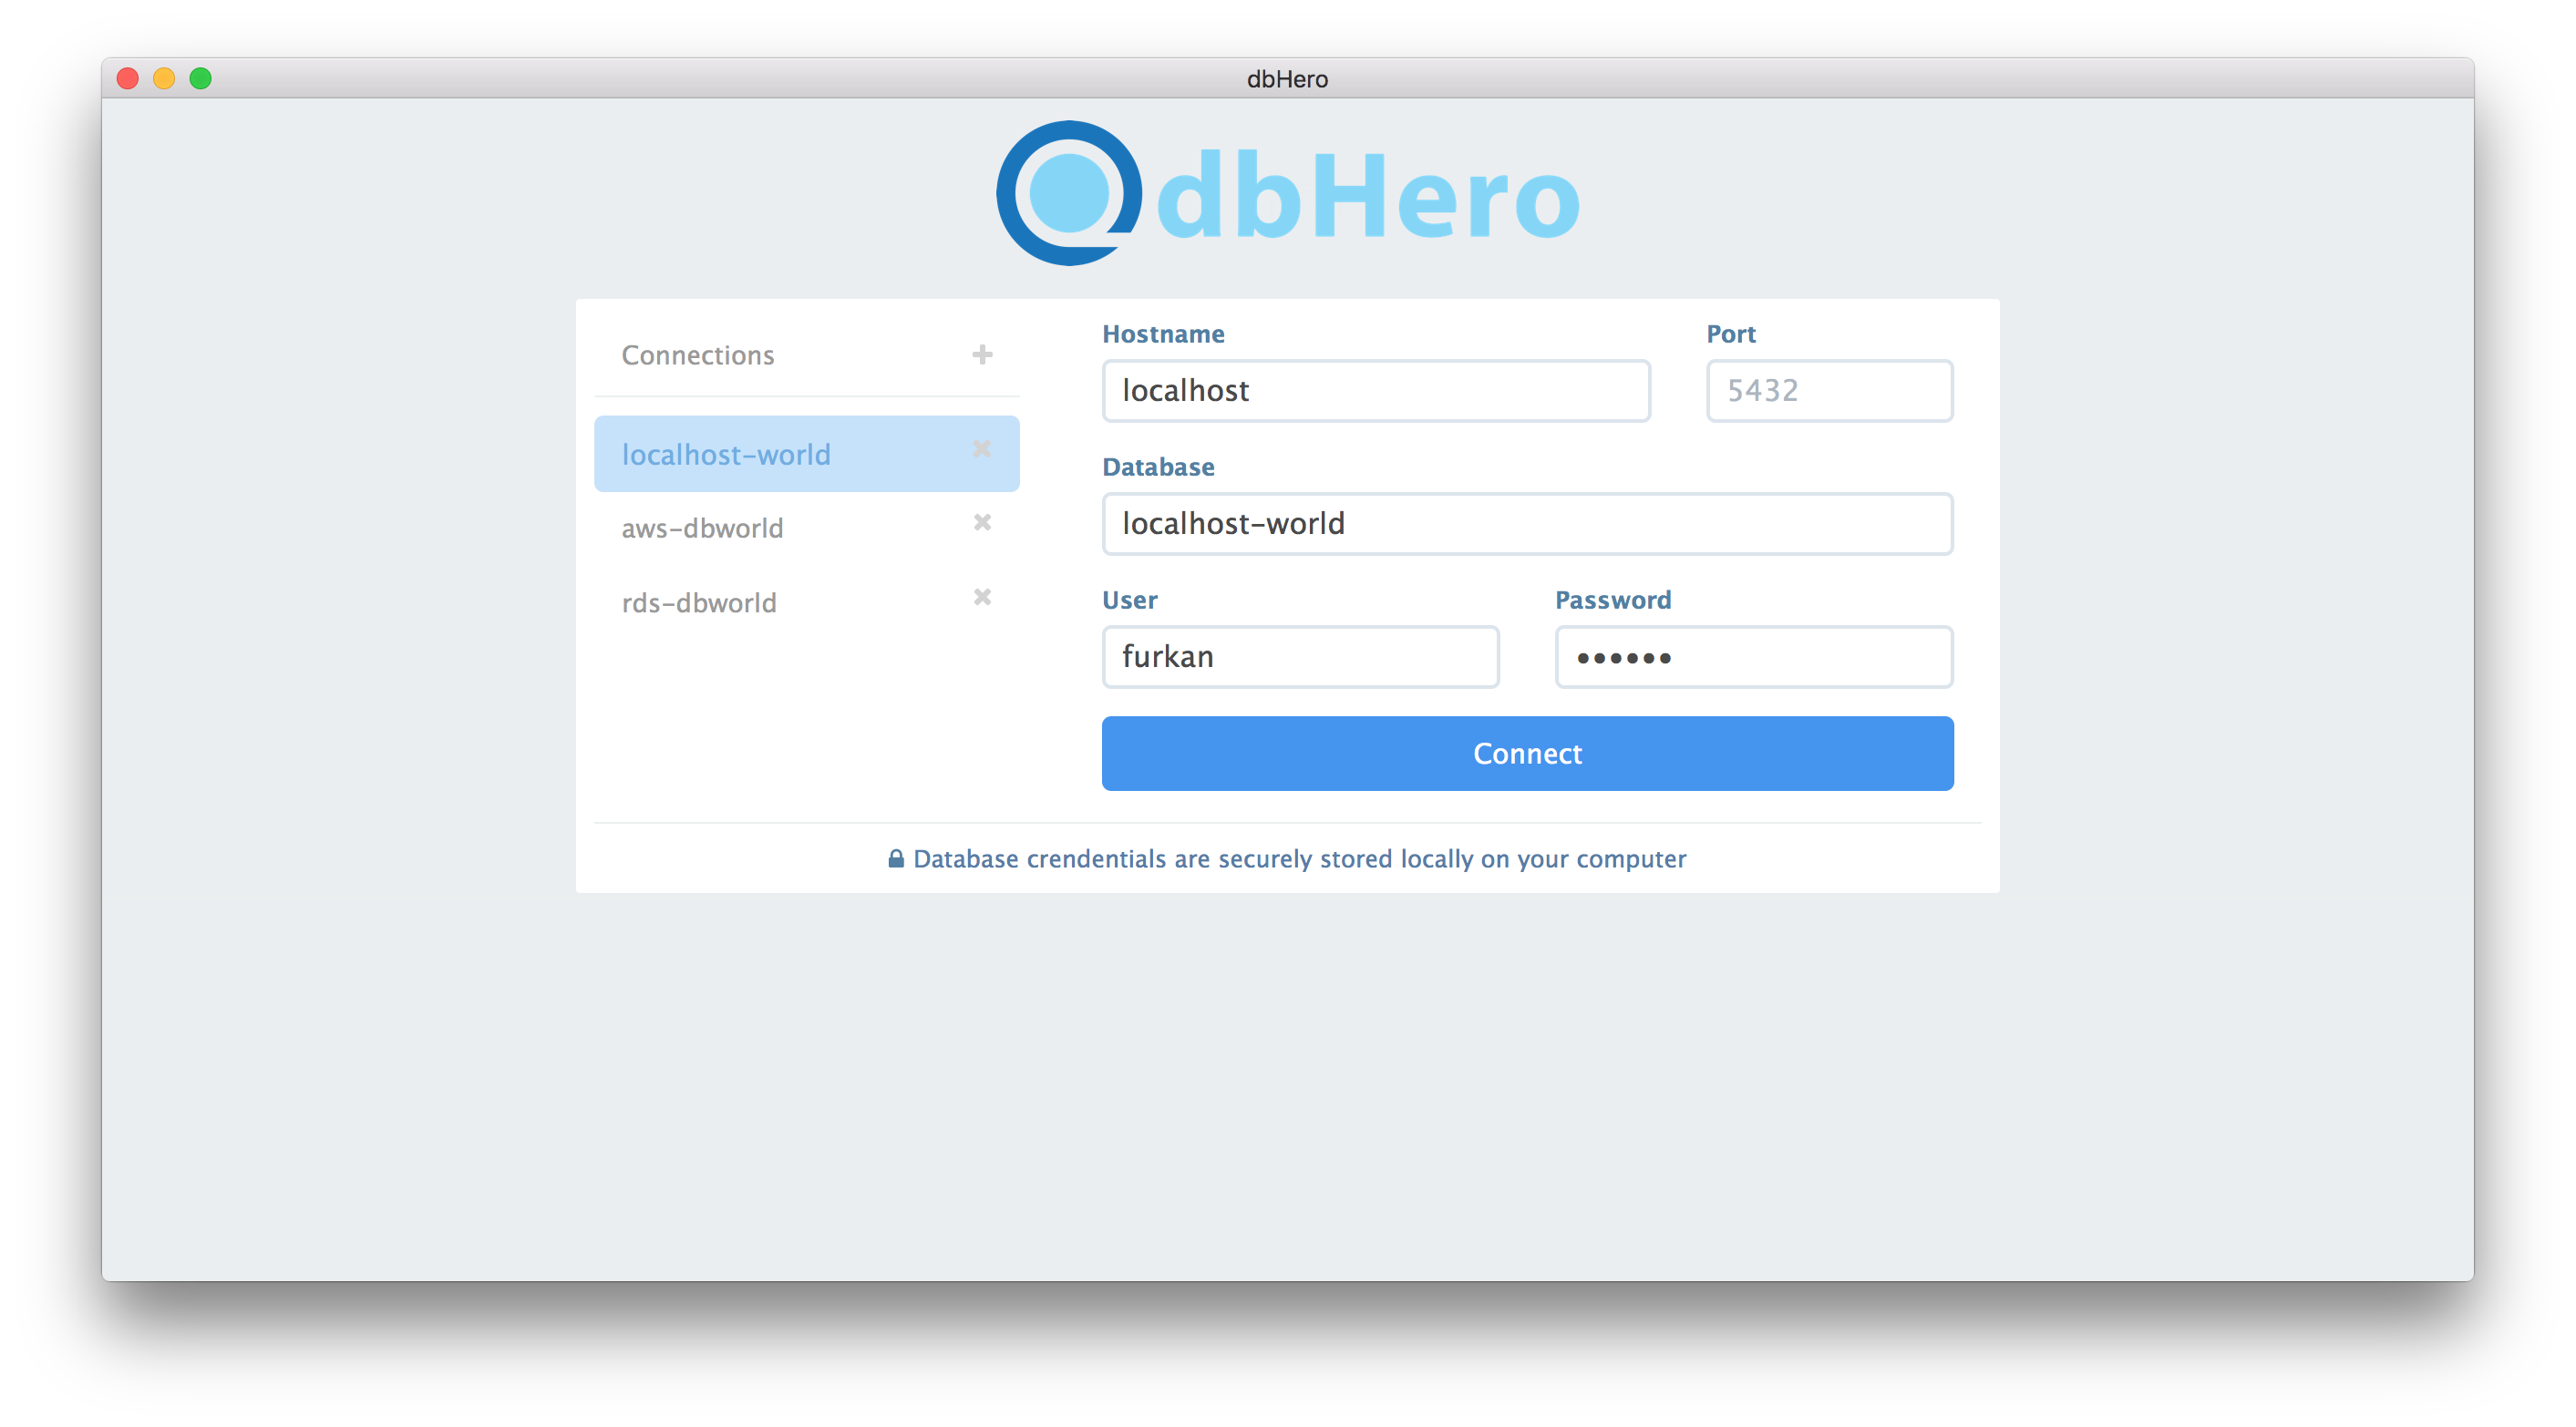 dbHero
dbHero
Connections
localhost-world
aws-dbworld
rds-dbworld
Hostname
Port
localhost
5432
Database
localhost-world
User
Password
furkan
••••••
Connect
Database crendentials are securely stored locally on your computer